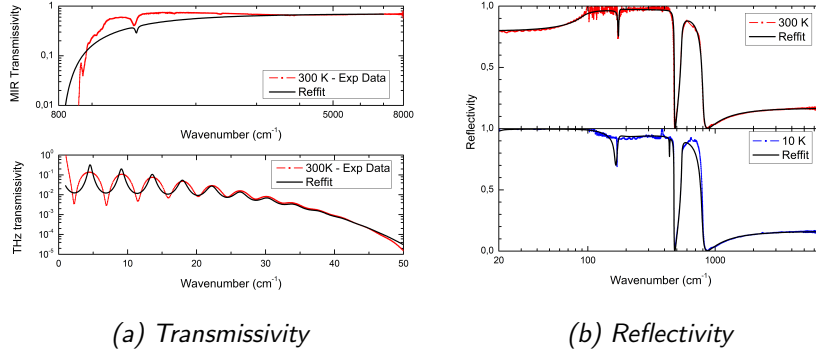 1
0,1
0,01
MIR Transmissivity
300 K - Exp Data
Reffit
800
5000
8000
Wavenumber (cm-1)
10^0
10^-1
10^-2
10^-3
10^-4
10^-5
THz transmissivity
300K - Exp Data
Reffit
0
10
20
30
40
50
Wavenumber (cm-1)
(a) Transmissivity
1,0
0,5
1,0
0,5
0,0
Reflectivity
300 K
Reffit
10 K
Reffit
20
100
1000
Wavenumber (cm-1)
(b) Reflectivity